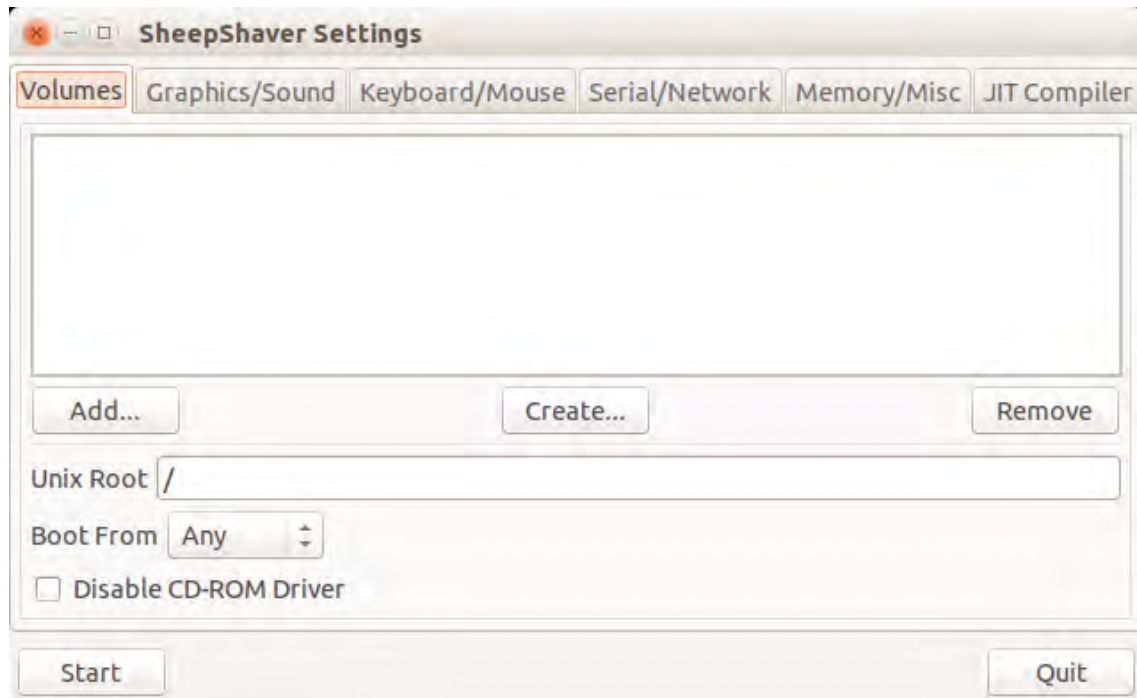 SheepShaver Settings
Volumes Graphics/Sound Keyboard/Mouse Serial/Network Memory/Misc JIT Compiler
Add... Create... Remove
Unix Root /
Boot From Any
Disable CD-ROM Driver
Start Quit